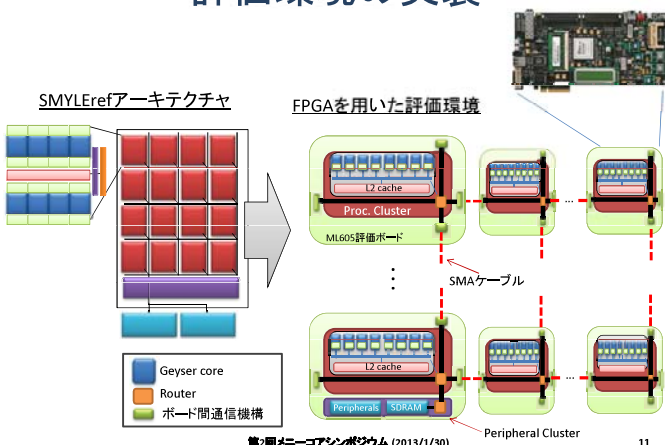 評価環境の実装
SMYLErefアーキテクチャ
FPGAを用いた評価環境
L2 cache
Proc. Cluster
ML605評価ボード
...
SMAケーブル
⋮
L2 cache
...
Peripherals
SDRAM
Peripheral Cluster
Geyser core
Router
ボード間通信機構
第2回メニーコアシンポジウム (2013/1/30)
11